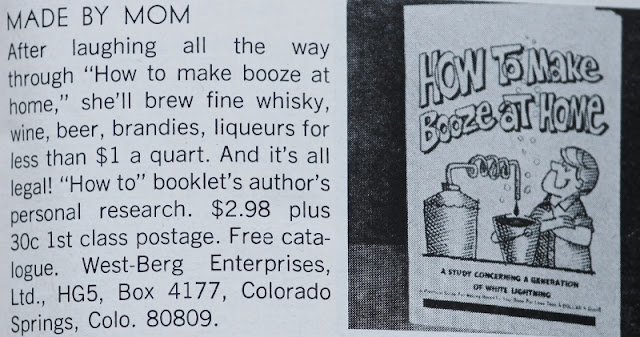 MADE BY MOM
After laughing all the way
through “How to make booze at
home,” she’ll brew fine whisky,
wine, beer, brandies, liqueurs for
less than $1 a quart. And it’s all
legal! “How to” booklet’s author’s
personal research. $2.98 plus
30c 1st class postage. Free cata-
logue. West-Berg Enterprises,
Ltd., HG5, Box 4177, Colorado
Springs, Colo. 80809.
HOW To Make
Booze at Home
A STUDY CONCERNING A GENERATION
OF WHITE LIGHTNING